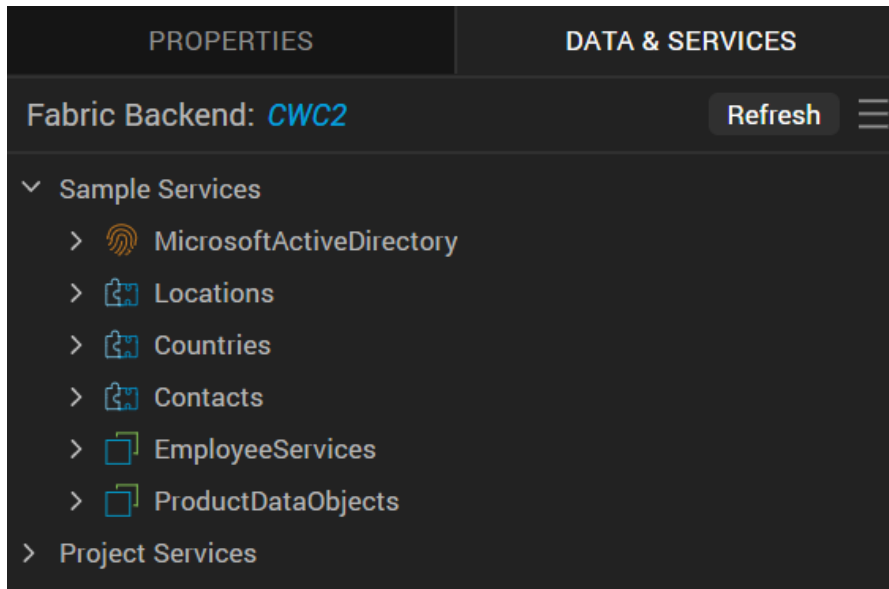 PROPERTIES DATA & SERVICES
Fabric Backend: CWC2 Refresh
Sample Services
MicrosoftActiveDirectory
Locations
Countries
Contacts
EmployeeServices
ProductDataObjects
Project Services